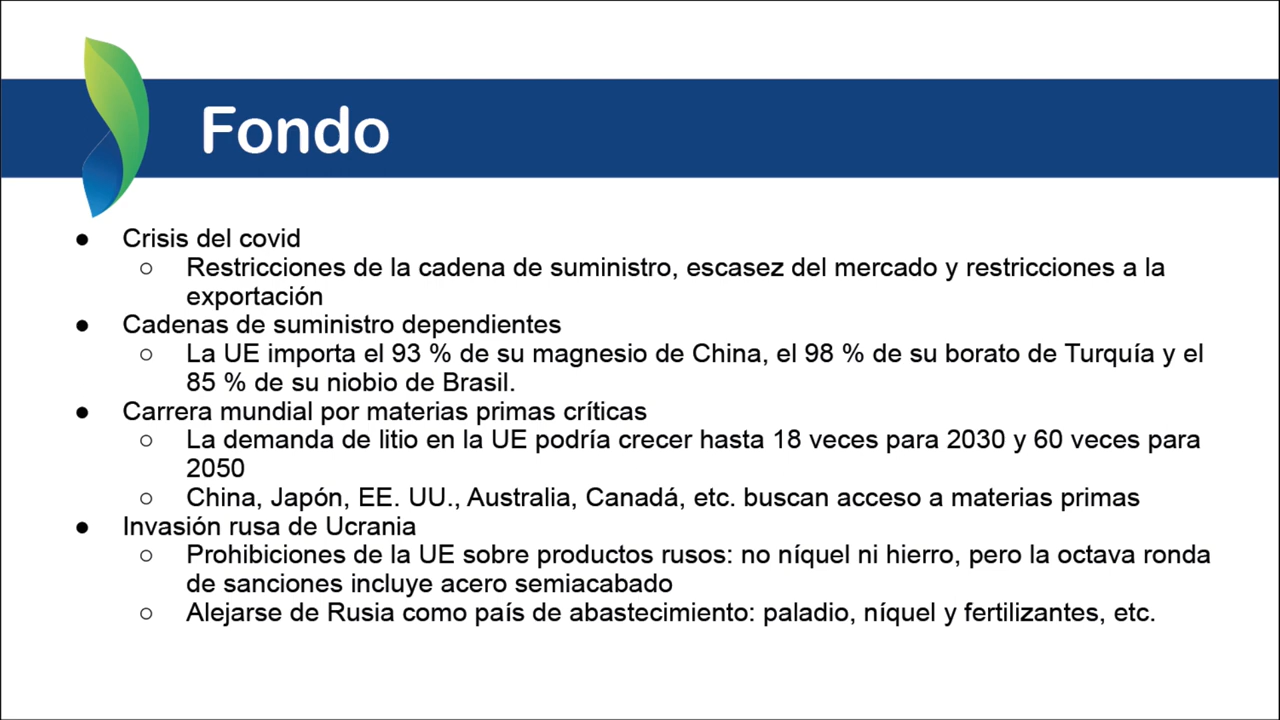 Fondo
● Crisis del covid
○ Restricciones de la cadena de suministro, escasez del mercado y restricciones a la
exportación
● Cadenas de suministro dependientes
○ La UE importa el 93 % de su magnesio de China, el 98 % de su borato de Turquía y el
85 % de su niobio de Brasil.
● Carrera mundial por materias primas críticas
○ La demanda de litio en la UE podría crecer hasta 18 veces para 2030 y 60 veces para
2050
○ China, Japón, EE. UU., Australia, Canadá, etc. buscan acceso a materias primas
● Invasión rusa de Ucrania
○ Prohibiciones de la UE sobre productos rusos: no níquel ni hierro, pero la octava ronda
de sanciones incluye acero semiacabado
○ Alejarse de Rusia como país de abastecimiento: paladio, níquel y fertilizantes, etc.